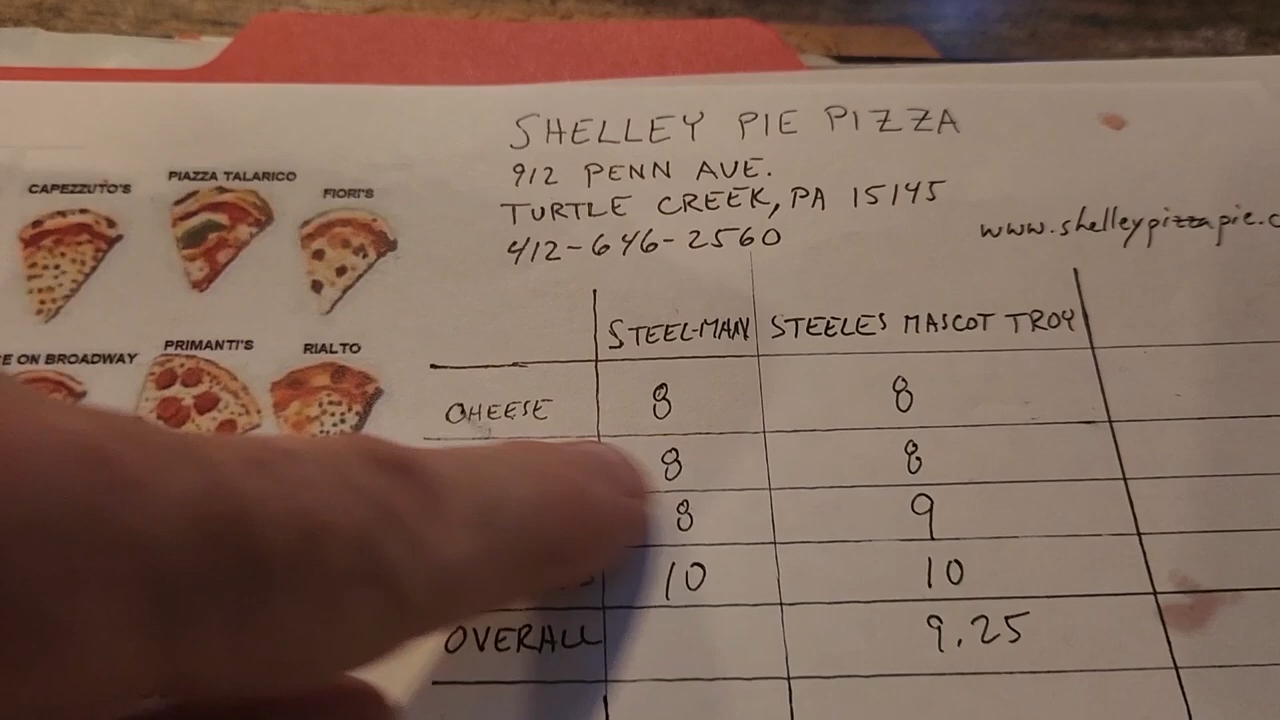 SHELLEY PIE PIZZA
912 PENN AVE.
TURTLE CREEK, PA 15145
412-646-2560
www.shelleypizzapie.c
CAPEZZUTO'S
PIAZZA TALARICO
FIORI'S
E ON BROADWAY
PRIMANTI'S
RIALTO
STEEL-MAN STEELES MASCOT TROY
CHEESE 8 8
8 8
8 9
10 10
OVERALL 9.25